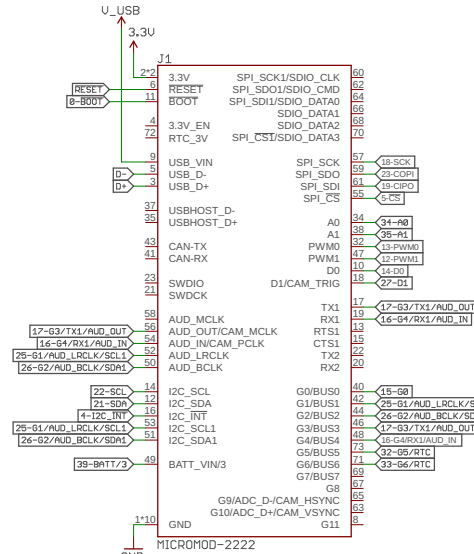 V_USB
3.3V
J1
2*2 3.3V SPI_SCK1/SDIO_CLK 60
RESET 6 RESET SPI_SDO1/SDIO_CMD 62
0-BOOT 11 BOOT SPI_SDI1/SDIO_DATA0 64
SDIO_DATA1 66
4 3.3V_EN SDIO_DATA2 68
72 RTC_3V SPI_CS1/SDIO_DATA3 70
9 USB_VIN SPI_SCK 57 18-SCK
D- 5 USB_D- SPI_SDO 59 23-COPI
D+ 3 USB_D+ SPI_SDI 61 19-CIPO
SPI_CS 55 5-CS
37 USBHOST_D-
35 USBHOST_D+ A0 34 34-A0
A1 38 35-A1
43 CAN-TX PWM0 32 13-PWM0
41 CAN-RX PWM1 47 12-PWM1
D0 10 14-D0
23 SWDIO D1/CAM_TRIG 18 27-D1
21 SWDCK
TX1 17 17-G3/TX1/AUD_OUT
58 AUD_MCLK RX1 19 16-G4/RX1/AUD_IN
17-G3/TX1/AUD_OUT 56 AUD_OUT/CAM_MCLK RTS1 13
16-G4/RX1/AUD_IN 54 AUD_IN/CAM_PCLK CTS1 15
25-G1/AUD_LRCLK/SCL1 52 AUD_LRCLK TX2 22
26-G2/AUD_BCLK/SDA1 50 AUD_BCLK RX2 20
22-SCL 14 I2C_SCL G0/BUS0 40 15-G0
21-SDA 12 I2C_SDA G1/BUS1 42 25-G1/AUD_LRCLK/S
4-I2C_INT 16 I2C_INT G2/BUS2 44 26-G2/AUD_BCLK/SD
25-G1/AUD_LRCLK/SCL1 53 I2C_SCL1 G3/BUS3 46 17-G3/TX1/AUD_OUT
26-G2/AUD_BCLK/SDA1 51 I2C_SDA1 G4/BUS4 48 16-G4/RX1/AUD_IN
G5/BUS5 73 32-G5/RTC
39-BATT/3 49 BATT_VIN/3 G6/BUS6 71 33-G6/RTC
G7/BUS7 69
G8 67
G9/ADC_D-/CAM_HSYNC 65
G10/ADC_D+/CAM_VSYNC 63
1*10 GND G11 8
MICROMOD-2222